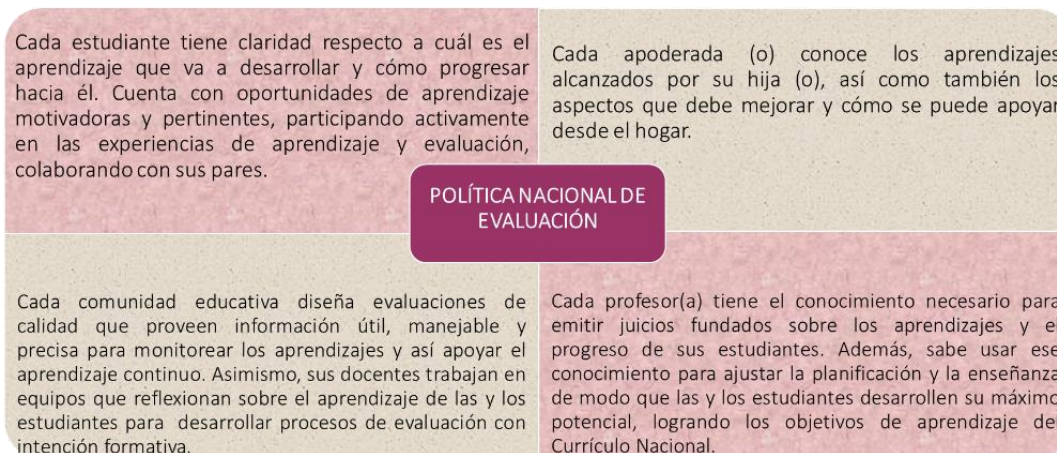 Cada estudiante tiene claridad respecto a cuál es el
aprendizaje que va a desarrollar y cómo progresar
hacia él. Cuenta con oportunidades de aprendizaje
motivadoras y pertinentes, participando activamente
en las experiencias de aprendizaje y evaluación,
colaborando con sus pares.
Cada apoderada (o) conoce los aprendizajes
alcanzados por su hija (o), así como también los
aspectos que debe mejorar y cómo se puede apoyar
desde el hogar.
POLÍTICA NACIONAL DE
EVALUACIÓN
Cada comunidad educativa diseña evaluaciones de
calidad que proveen información útil, manejable y
precisa para monitorear los aprendizajes y así apoyar el
aprendizaje continuo. Asimismo, sus docentes trabajan en
equipos que reflexionan sobre el aprendizaje de las y los
estudiantes para desarrollar procesos de evaluación con
intención formativa.
Cada profesor(a) tiene el conocimiento necesario para
emitir juicios fundados sobre los aprendizajes y el
progreso de sus estudiantes. Además, sabe usar ese
conocimiento para ajustar la planificación y la enseñanza
de modo que las y los estudiantes desarrollen su máximo
potencial, logrando los objetivos de aprendizaje del
Currículo Nacional.